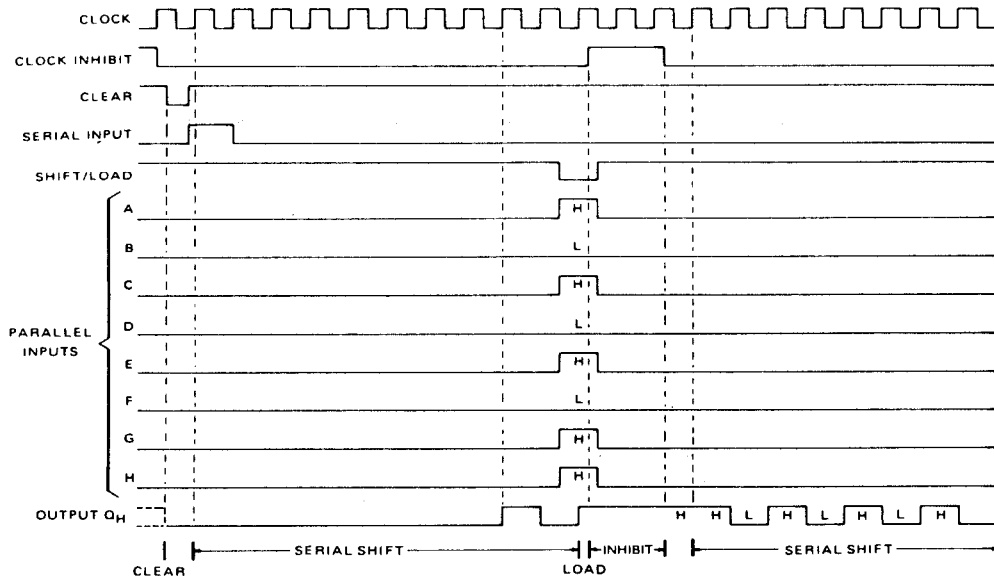 CLOCK
CLOCK INHIBIT
CLEAR
SERIAL INPUT
SHIFT/LOAD
A
H
B
L
C
H
D
L
PARALLEL
INPUTS
E
H
F
L
G
H
H
H
OUTPUT QH
H H L H L H L H
SERIAL SHIFT INHIBIT SERIAL SHIFT
CLEAR LOAD